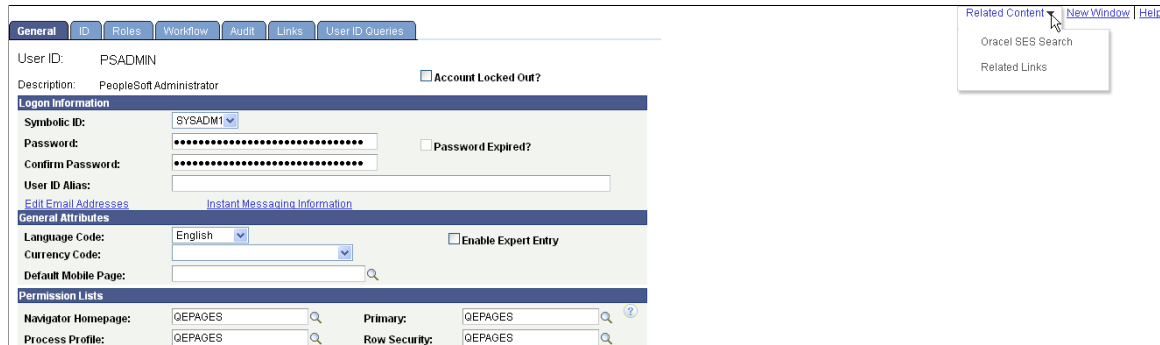 Related Content New Window Help
Oracel SES Search
Related Links
General ID Roles Workflow Audit Links User ID Queries
User ID: PSADMIN
Account Locked Out?
Description: PeopleSoft Administrator
Logon Information
Symbolic ID: SYSADM1
Password: •••••••••••••••••••••••••••••••• Password Expired?
Confirm Password: ••••••••••••••••••••••••••••••••
User ID Alias:
Edit Email Addresses Instant Messaging Information
General Attributes
Language Code: English Enable Expert Entry
Currency Code:
Default Mobile Page:
Permission Lists
Navigator Homepage: QEPAGES Primary: QEPAGES
Process Profile: QEPAGES Row Security: QEPAGES